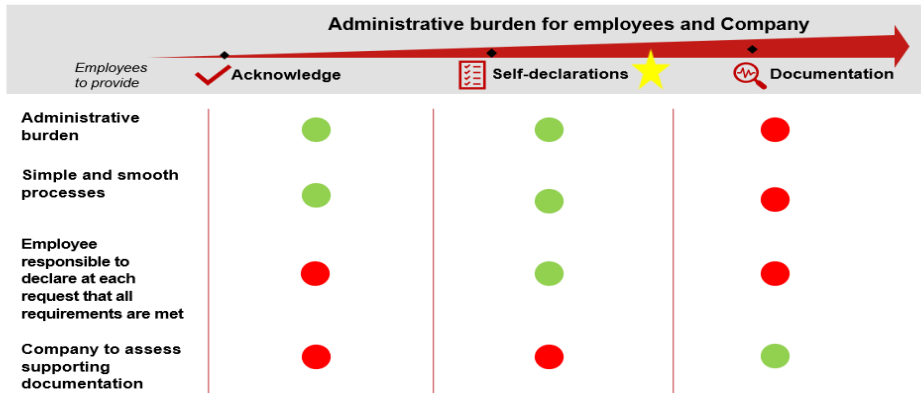 Administrative burden for employees and Company
Employees
to provide
Acknowledge
Self-declarations
Documentation
Administrative
burden
Simple and smooth
processes
Employee
responsible to
declare at each
request that all
requirements are met
Company to assess
supporting
documentation